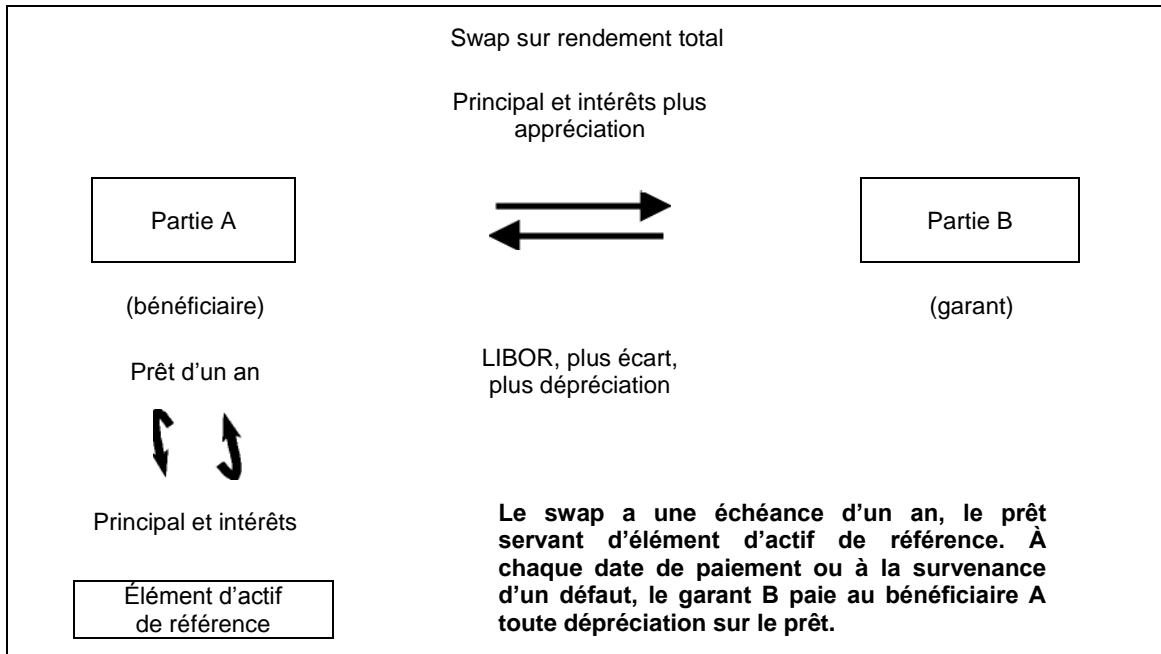 Swap sur rendement total
Principal et intérêts plus
appréciation
Partie A
Partie B
(bénéficiaire)
(garant)
Prêt d’un an
LIBOR, plus écart,
plus dépréciation
Principal et intérêts
Élément d’actif
de référence
Le swap a une échéance d’un an, le prêt
servant d’élément d’actif de référence. À
chaque date de paiement ou à la survenance
d’un défaut, le garant B paie au bénéficiaire A
toute dépréciation sur le prêt.